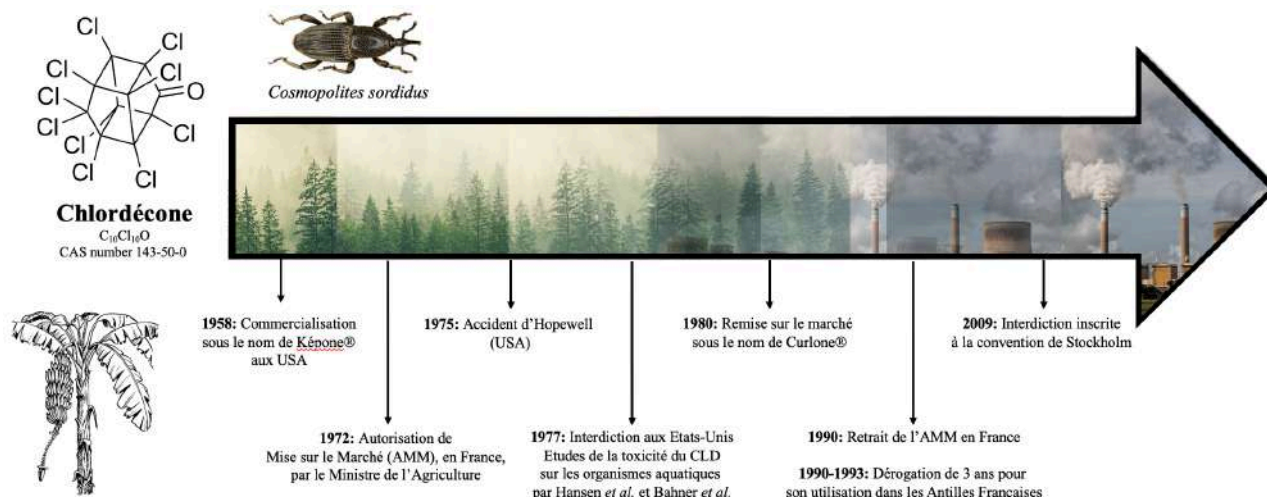 Cl
Cl
Cl
Cl
Cl
O
Cl
Cl
Cl
Cl
Cl
Chlordécone
C10Cl10O
CAS number 143-50-0
Cosmopolites sordidus
1958: Commercialisation
sous le nom de Képone®
aux USA
1972: Autorisation de
Mise sur le Marché (AMM), en France,
par le Ministre de l'Agriculture
1975: Accident d'Hopewell
(USA)
1977: Interdiction aux Etats-Unis
Etudes de la toxicité du CLD
sur les organismes aquatiques
par Hansen et al. et Bahner et al.
1980: Remise sur le marché
sous le nom de Curlone®
1990: Retrait de l'AMM en France
1990-1993: Dérogation de 3 ans pour
son utilisation dans les Antilles Françaises
2009: Interdiction inscrite
à la convention de Stockholm